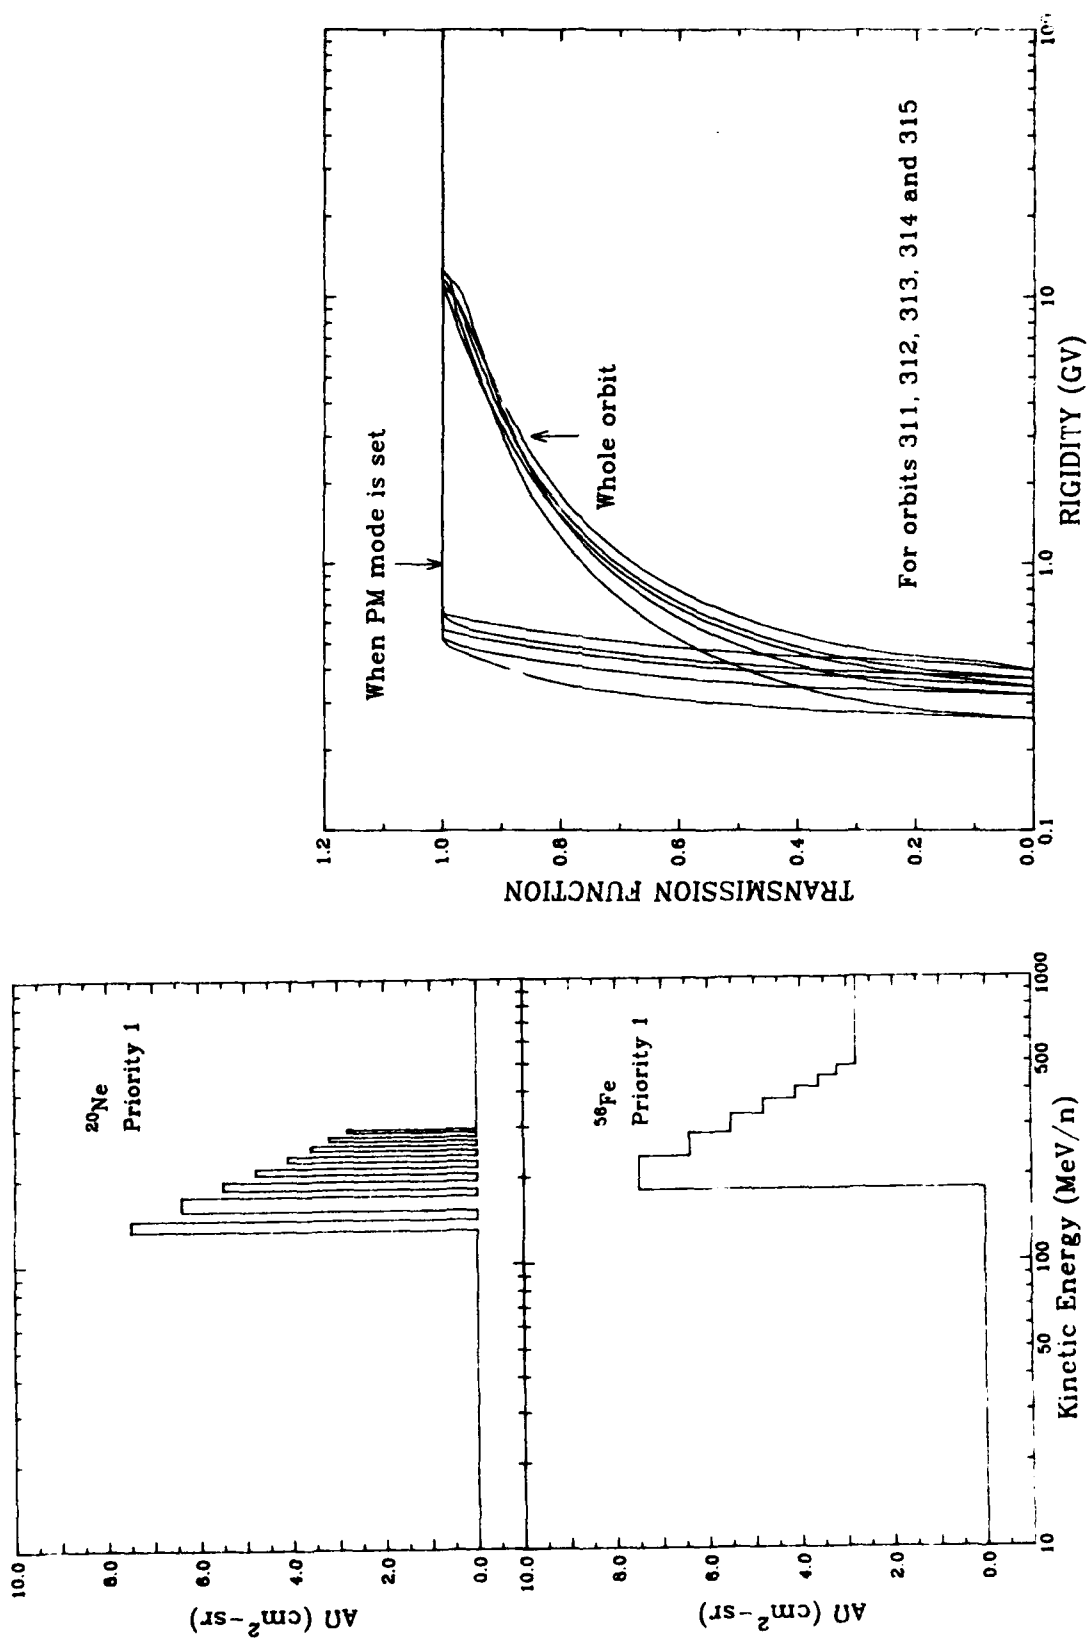 10.0
8.0
6.0
4.0
2.0
0.0
AΩ (cm²-sr)
²⁰Ne
Priority 1
10.0
8.0
6.0
4.0
2.0
0.0
AΩ (cm²-sr)
⁵⁶Fe
Priority 1
10
50
100
500
1000
Kinetic Energy (MeV/n)
1.2
1.0
0.8
0.6
0.4
0.2
0.0
TRANSMISSION FUNCTION
When PM mode is set
Whole orbit
For orbits 311, 312, 313, 314 and 315
0.1
1.0
10
RIGIDITY (GV)